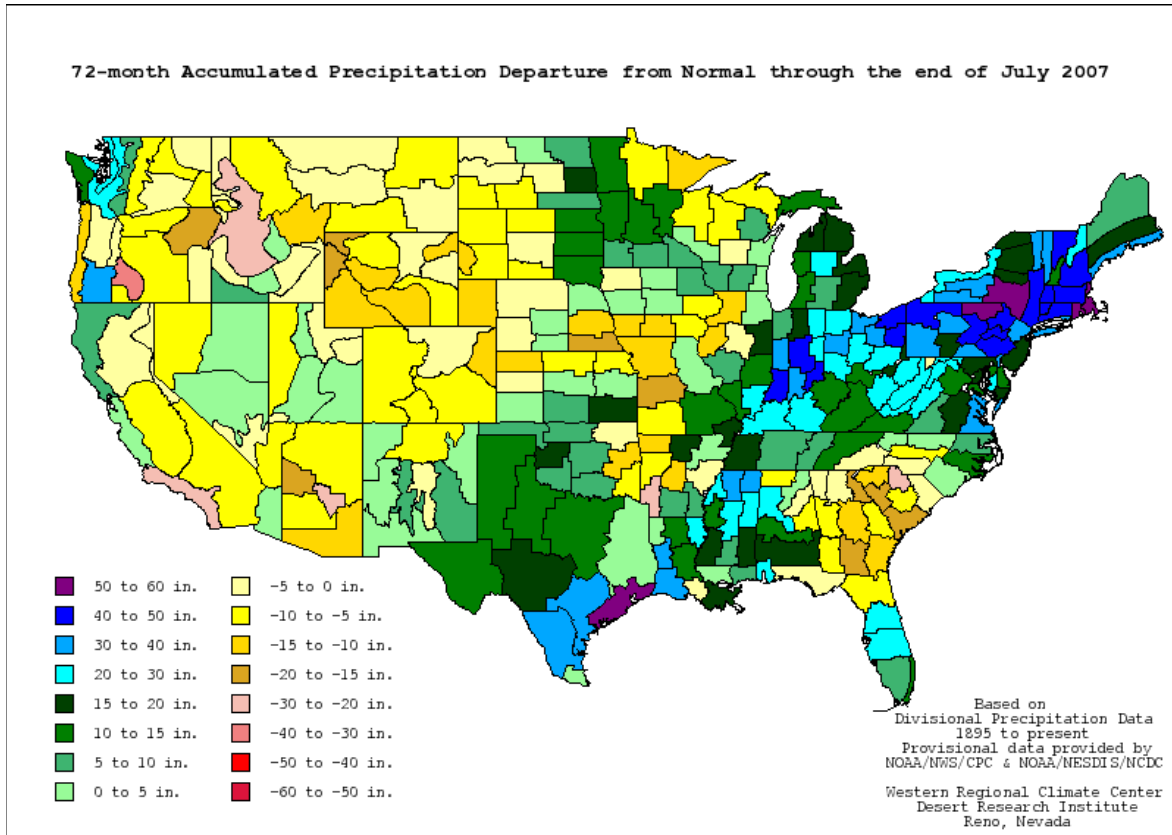 72-month Accumulated Precipitation Departure from Normal through the end of July 2007
50 to 60 in.
40 to 50 in.
30 to 40 in.
20 to 30 in.
15 to 20 in.
10 to 15 in.
5 to 10 in.
0 to 5 in.
-5 to 0 in.
-10 to -5 in.
-15 to -10 in.
-20 to -15 in.
-30 to -20 in.
-40 to -30 in.
-50 to -40 in.
-60 to -50 in.
Based on
Divisional Precipitation Data
1895 to present
Provisional data provided by
NOAA/NWS/CPC & NOAA/NESDIS/NCDC
Western Regional Climate Center
Desert Research Institute
Reno, Nevada